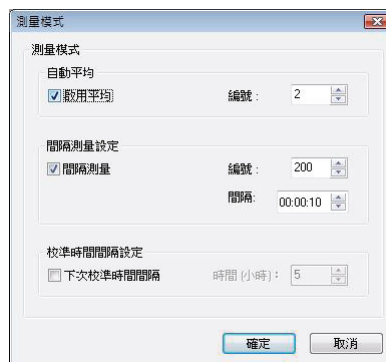 測量模式
測量模式
自動平均
啟用平均 編號： 2
間隔測量設定
間隔測量 編號： 200
間隔: 00:00:10
校準時間間隔設定
下次校準時間間隔 時間 (小時)： 5
確定 取消